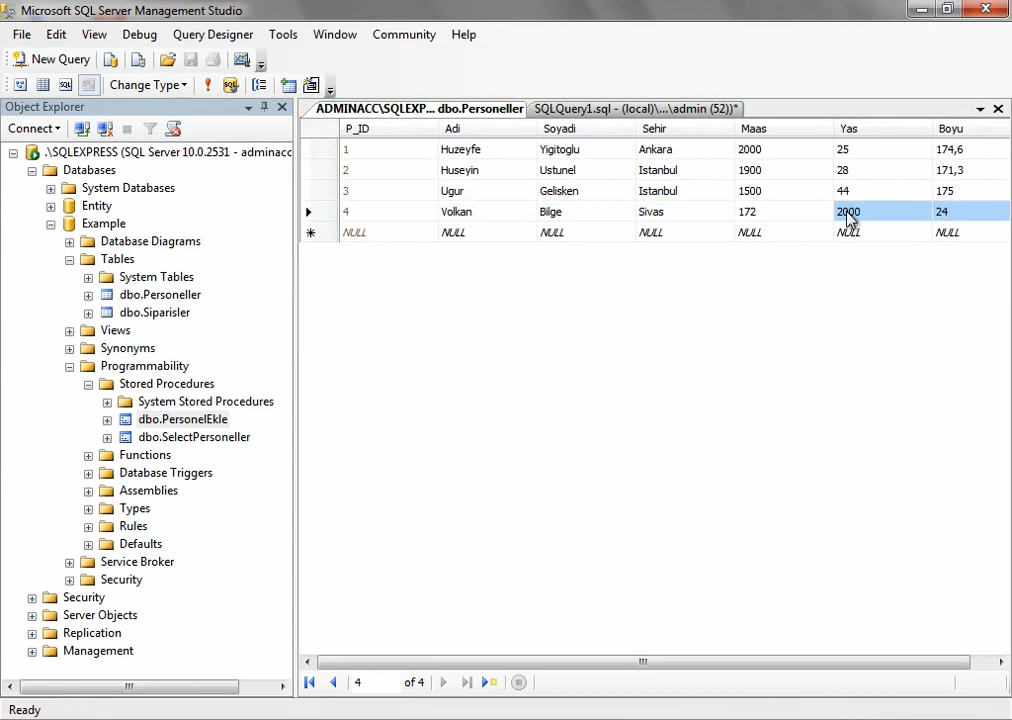 Microsoft SQL Server Management Studio
File Edit View Debug Query Designer Tools Window Community Help
New Query
Change Type
Object Explorer
Connect
.\SQLEXPRESS (SQL Server 10.0.2531 - adminacc
Databases
System Databases
Entity
Example
Database Diagrams
Tables
System Tables
dbo.Personeller
dbo.Siparisler
Views
Synonyms
Programmability
Stored Procedures
System Stored Procedures
dbo.PersonelEkle
dbo.SelectPersoneller
Functions
Database Triggers
Assemblies
Types
Rules
Defaults
Service Broker
Security
Security
Server Objects
Replication
Management
ADMINACC\SQLEXP... dbo.Personeller SQLQuery1.sql - (local)\...\admin (52))*
P_ID Adi Soyadi Sehir Maas Yas Boyu
1 Huzeyfe Yigitoglu Ankara 2000 25 174,6
2 Huseyin Ustunel Istanbul 1900 28 171,3
3 Ugur Gelisken Istanbul 1500 44 175
4 Volkan Bilge Sivas 172 2000 24
NULL NULL NULL NULL NULL NULL NULL
4 of 4
Ready